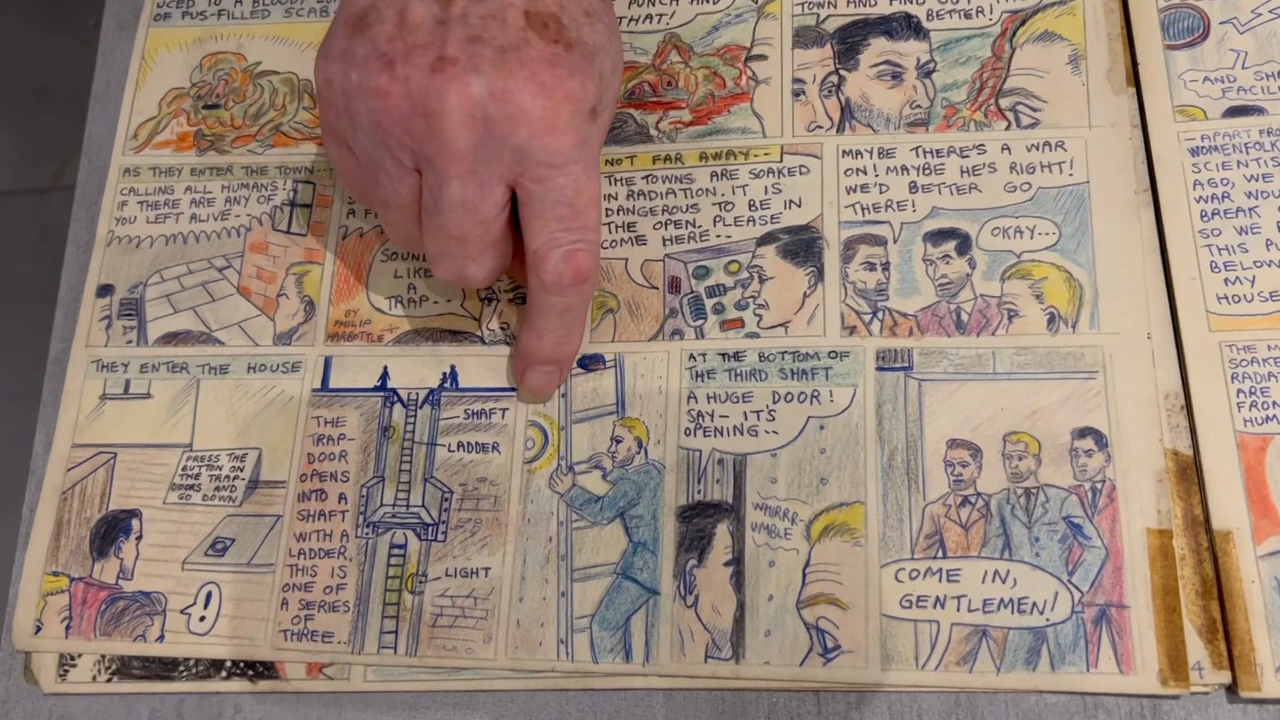 OF PUS-FILLED SCAB
PUNCH AND
THAT!
TOWN AND FIND OUT THE
BETTER!
AS THEY ENTER THE TOWN--
CALLING ALL HUMANS!
IF THERE ARE ANY OF
YOU LEFT ALIVE--
SOUND
LIKE
A
TRAP--
BY
PHILIP
HARBOTTLE
NOT FAR AWAY--
THE TOWNS ARE SOAKED
IN RADIATION. IT IS
DANGEROUS TO BE IN
THE OPEN. PLEASE
COME HERE--
MAYBE THERE'S A WAR
ON! MAYBE HE'S RIGHT!
WE'D BETTER GO
THERE!
OKAY---
THEY ENTER THE HOUSE
PRESS THE
BUTTON ON
THE TRAP-
DOORS AND
GO DOWN
!
THE
TRAP-
DOOR
OPENS
INTO A
SHAFT
WITH A
LADDER.
THIS IS
ONE OF
A SERIES
OF
THREE..
SHAFT
LADDER
LIGHT
AT THE BOTTOM OF
THE THIRD SHAFT
A HUGE DOOR!
SAY- IT'S
OPENING--
WHIRRR-
UMBLE
COME IN,
GENTLEMEN!
4
-AND SH
FACIL
-APART FRO
WOMENFOLK
SCIENTIS
AGO, WE
WAR WOU
BREAK
SO WE
THIS P
BELOW
MY
HOUSE
THE M
SOAKE
RADIA
ARE
FROM
HUM